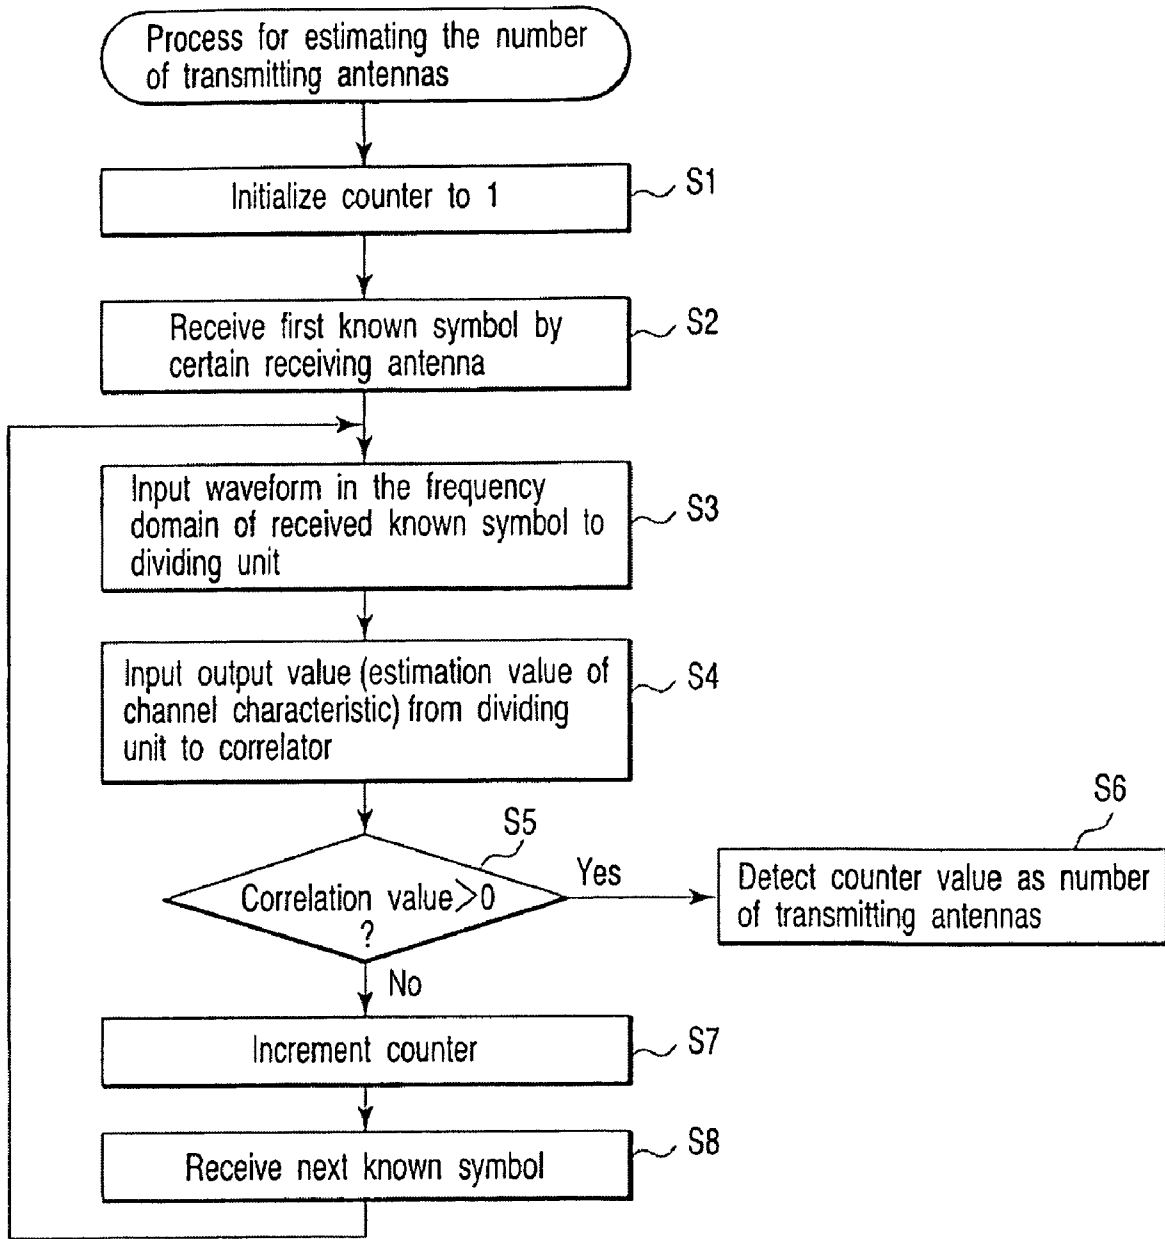 Process for estimating the number
of transmitting antennas
Initialize counter to 1
S1
Receive first known symbol by
certain receiving antenna
S2
Input waveform in the frequency
domain of received known symbol to
dividing unit
S3
Input output value (estimation value of
channel characteristic) from dividing
unit to correlator
S4
S5
Correlation value>0
?
Yes
No
S6
Detect counter value as number
of transmitting antennas
Increment counter
S7
Receive next known symbol
S8